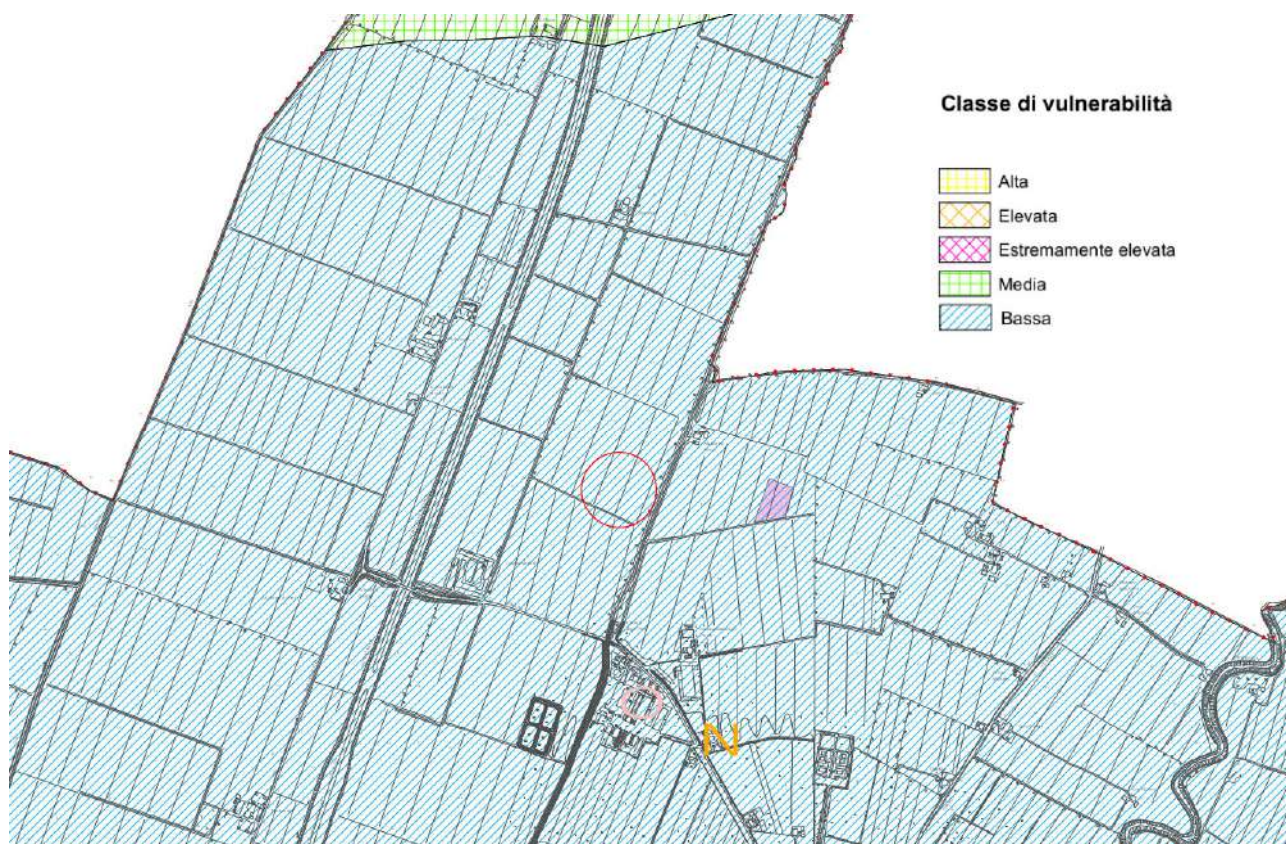 Classe di vulnerabilità
Alta
Elevata
Estremamente elevata
Media
Bassa
N